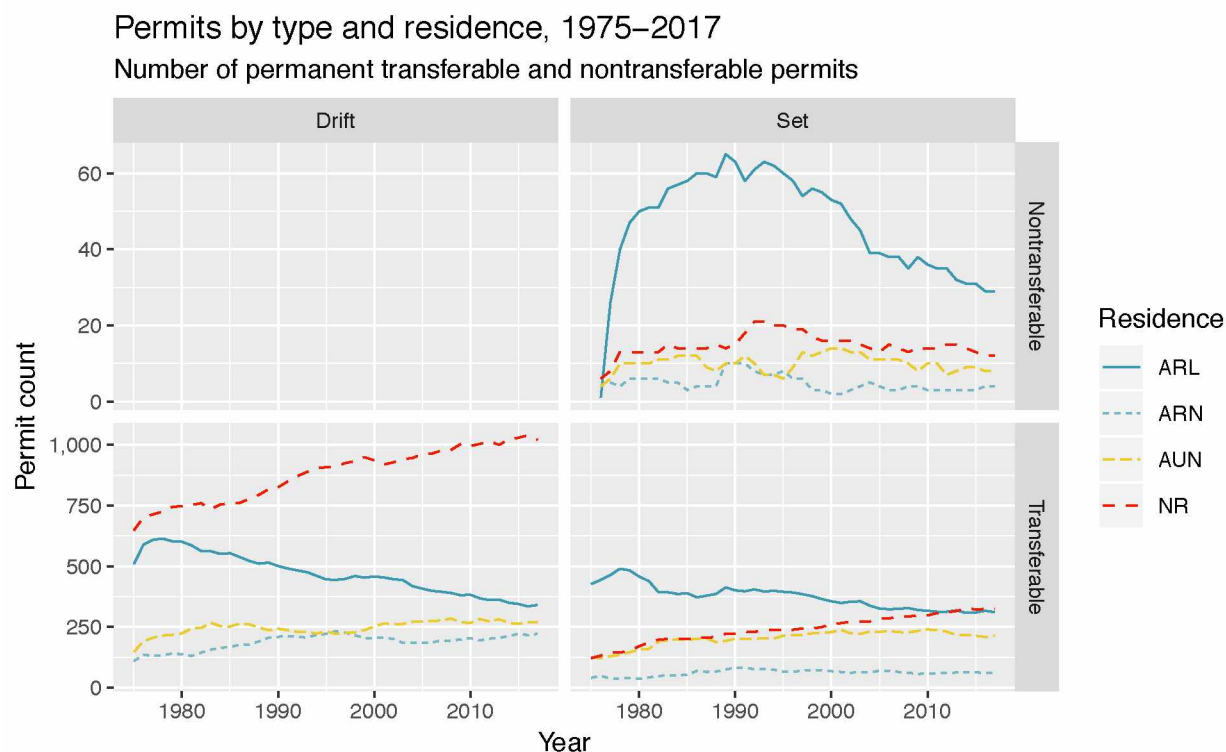 Permits by type and residence, 1975–2017
Number of permanent transferable and nontransferable permits
Drift
Set
60
40
20
0
Nontransferable
1,000
750
500
250
0
Transferable
Permit count
1980
1990
2000
2010
1980
1990
2000
2010
Year
Residence
ARL
ARN
AUN
NR